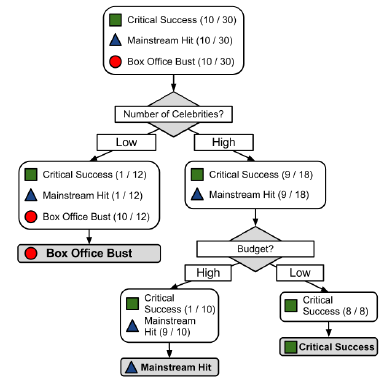 Critical Success (10 / 30)
Mainstream Hit (10 / 30)
Box Office Bust (10 / 30)
Number of Celebrities?
Low
High
Critical Success (1 / 12)
Mainstream Hit (1 / 12)
Box Office Bust (10 / 12)
Box Office Bust
Critical Success (9 / 18)
Mainstream Hit (9 / 18)
Budget?
High
Low
Critical
Success (1 / 10)
Mainstream
Hit (9 / 10)
Mainstream Hit
Critical
Success (8 / 8)
Critical Success